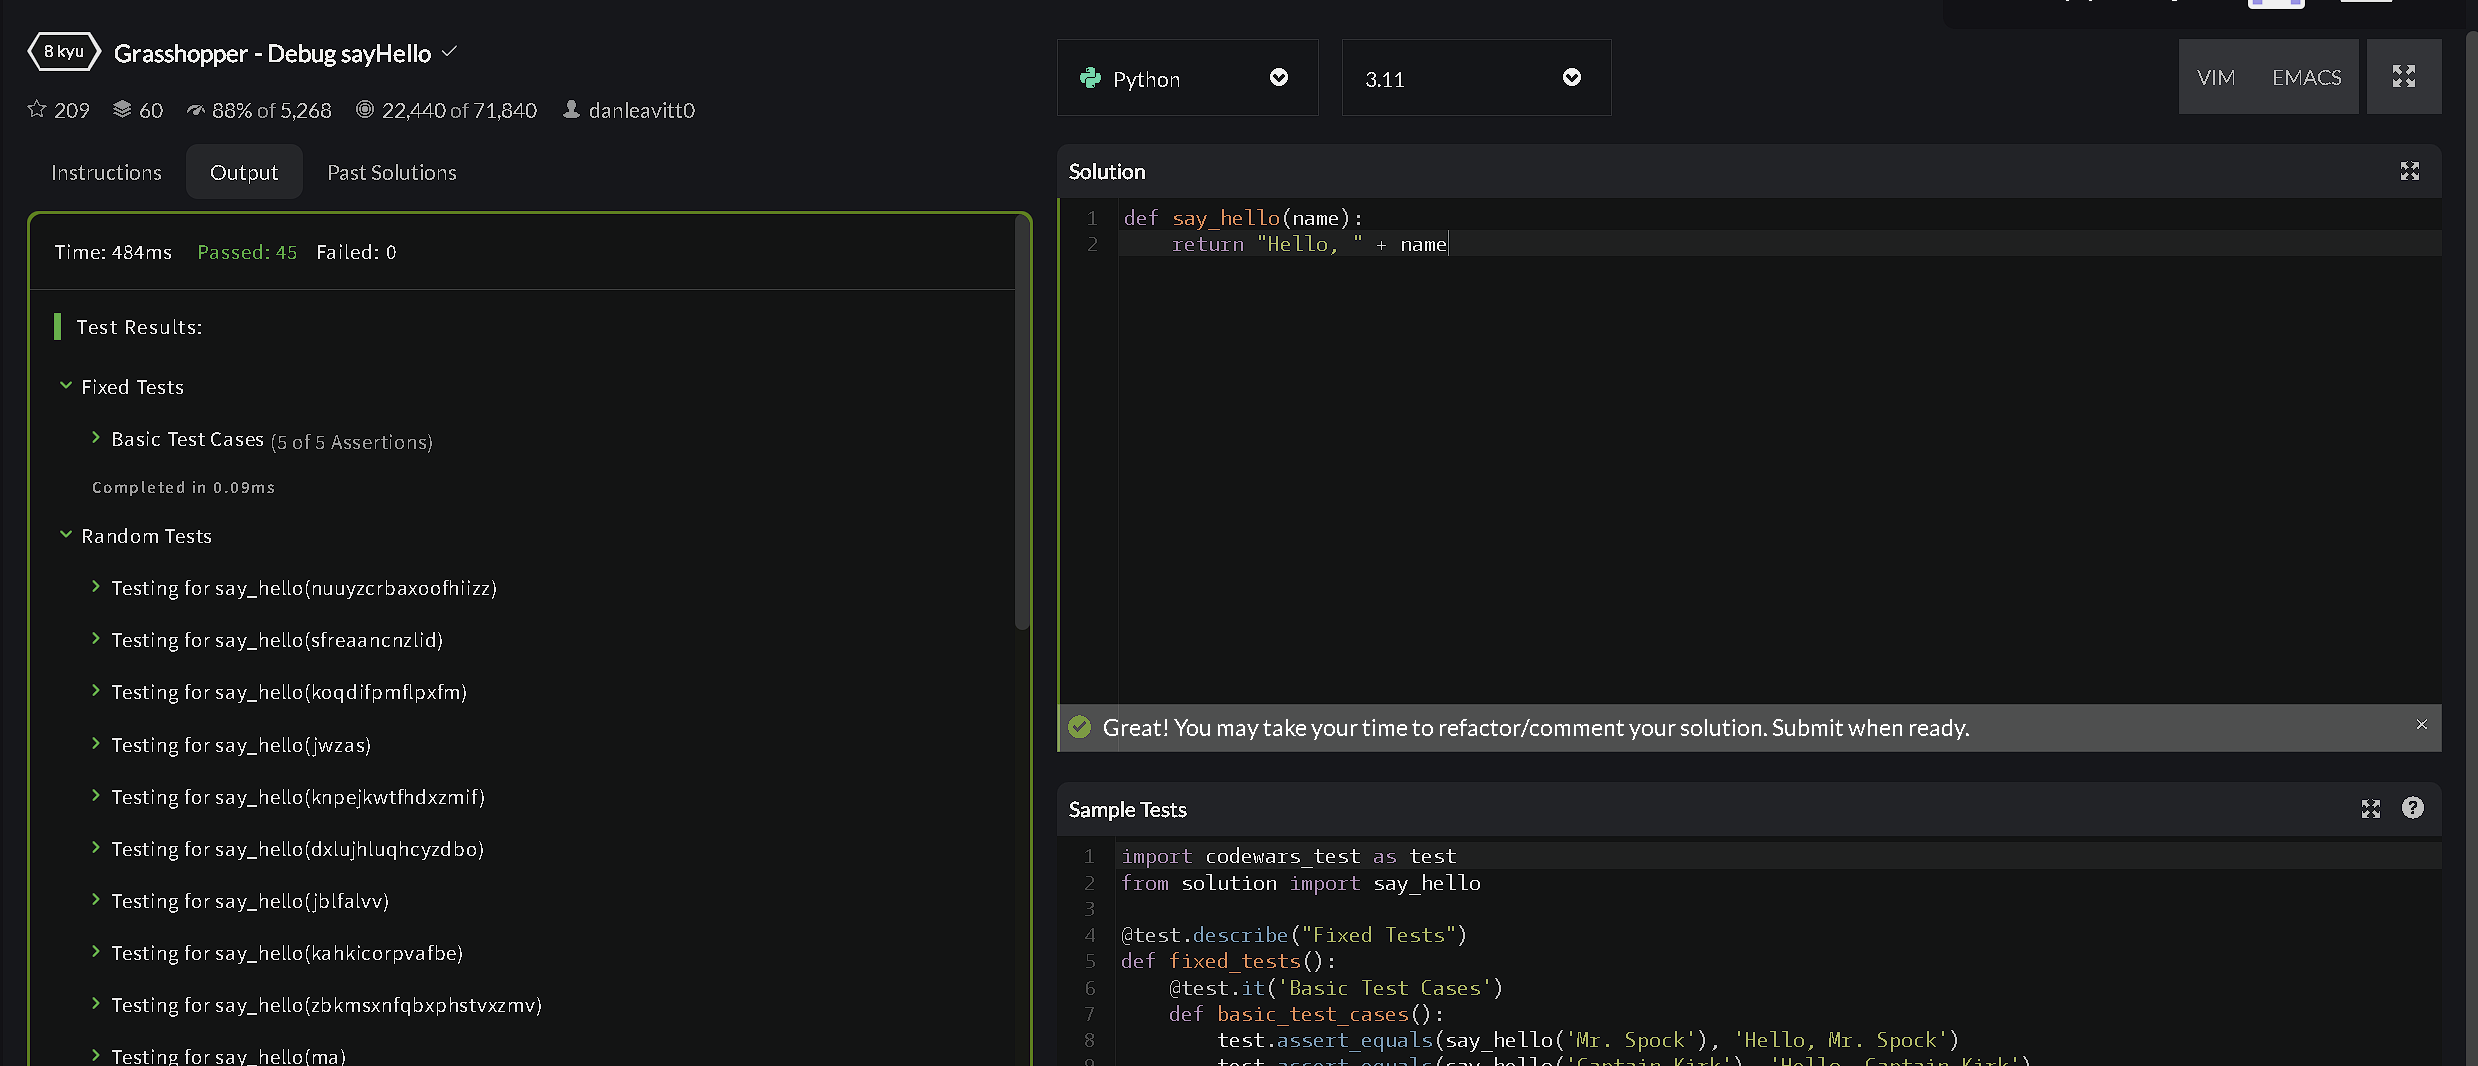 8 kyu Grasshopper - Debug sayHello
209 60 88% of 5,268 22,440 of 71,840 danleavitt0
Instructions Output Past Solutions
Time: 484ms Passed: 45 Failed: 0
Test Results:
Fixed Tests
Basic Test Cases (5 of 5 Assertions)
Completed in 0.09ms
Random Tests
Testing for say_hello(nuuyzcrbaxoofhiizz)
Testing for say_hello(sfreaancnzlid)
Testing for say_hello(koqdifpmflpxfm)
Testing for say_hello(jwzas)
Testing for say_hello(knpejkwtfhdxzmif)
Testing for say_hello(dxlujhluqhcyzdbo)
Testing for say_hello(jblfalvv)
Testing for say_hello(kahkicorpvafbe)
Testing for say_hello(zbkmsxnfqbxphstvxzmv)
Testing for say_hello(ma)
Python 3.11 VIM EMACS
Solution
1 def say_hello(name):
2 return "Hello, " + name
Great! You may take your time to refactor/comment your solution. Submit when ready.
Sample Tests
1 import codewars_test as test
2 from solution import say_hello
3
4 @test.describe("Fixed Tests")
5 def fixed_tests():
6 @test.it('Basic Test Cases')
7 def basic_test_cases():
8 test.assert_equals(say_hello('Mr. Spock'), 'Hello, Mr. Spock')
9 test.assert_equals(say_hello('Captain Kirk'), 'Hello, Captain Kirk')